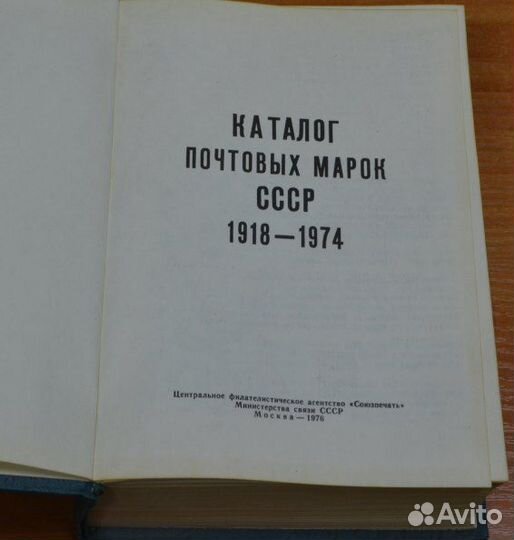 КАТАЛОГ
ПОЧТОВЫХ МАРОК
СССР
1918—1974
Центральное филателистическое агентство «Союзпечать»
Министерства связи СССР
Москва — 1976
Avito